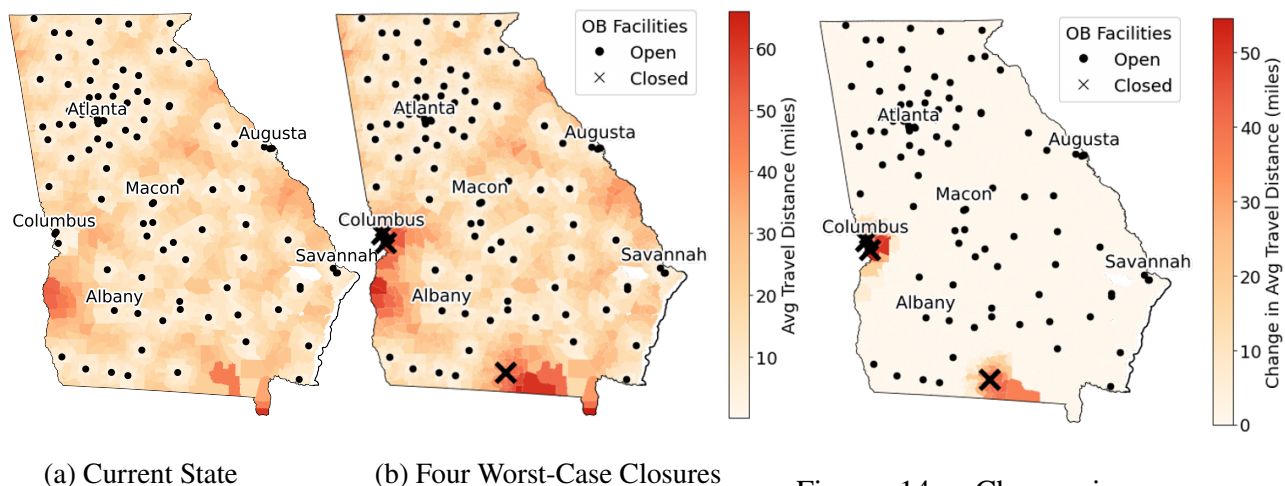 Atlanta
Augusta
Macon
Columbus
Savannah
Albany
(a) Current State
OB Facilities
Open
Closed
Atlanta
Augusta
Macon
Columbus
Savannah
Albany
(b) Four Worst-Case Closures
60
50
40
30
20
10
Avg Travel Distance (miles)
OB Facilities
Open
Closed
Atlanta
Augusta
Macon
Columbus
Savannah
Albany
50
40
30
20
10
0
Change in Avg Travel Distance (miles)